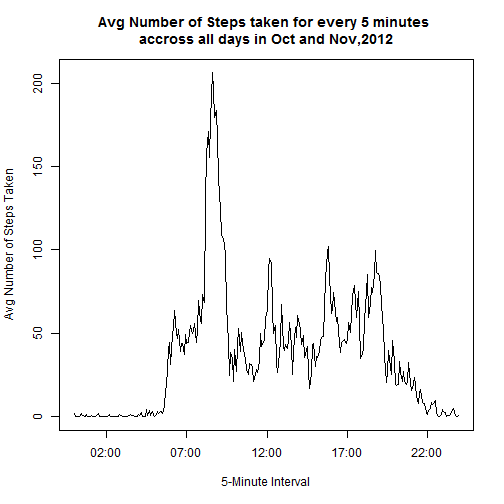 Avg Number of Steps taken for every 5 minutes
accross all days in Oct and Nov,2012
Avg Number of Steps Taken
200
150
100
50
0
02:00 07:00 12:00 17:00 22:00
5-Minute Interval